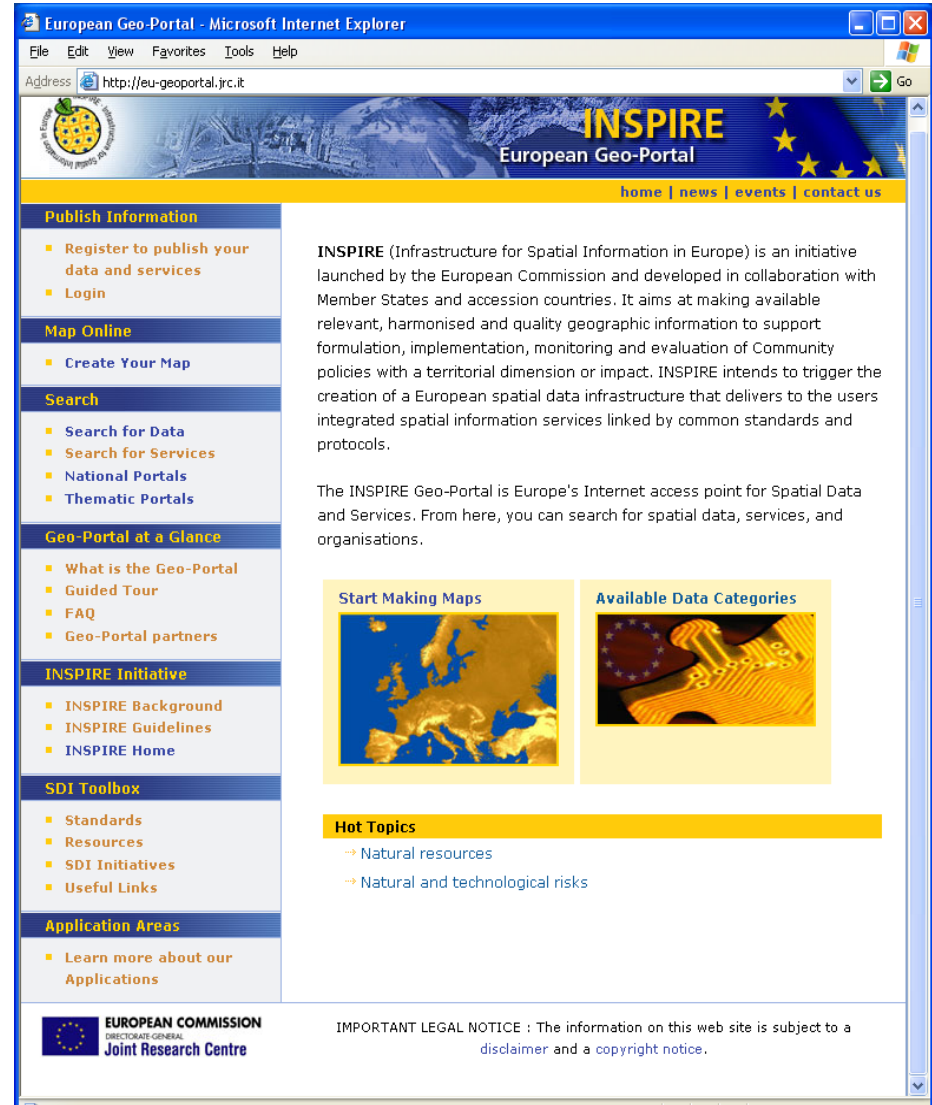 European Geo-Portal - Microsoft Internet Explorer
File Edit View Favorites Tools Help
Address http://eu-geoportal.jrc.it Go
INSPIRE
European Geo-Portal
home | news | events | contact us
Publish Information
Register to publish your
data and services
Login
Map Online
Create Your Map
Search
Search for Data
Search for Services
National Portals
Thematic Portals
Geo-Portal at a Glance
What is the Geo-Portal
Guided Tour
FAQ
Geo-Portal partners
INSPIRE Initiative
INSPIRE Background
INSPIRE Guidelines
INSPIRE Home
SDI Toolbox
Standards
Resources
SDI Initiatives
Useful Links
Application Areas
Learn more about our
Applications
INSPIRE (Infrastructure for Spatial Information in Europe) is an initiative
launched by the European Commission and developed in collaboration with
Member States and accession countries. It aims at making available
relevant, harmonised and quality geographic information to support
formulation, implementation, monitoring and evaluation of Community
policies with a territorial dimension or impact. INSPIRE intends to trigger the
creation of a European spatial data infrastructure that delivers to the users
integrated spatial information services linked by common standards and
protocols.
The INSPIRE Geo-Portal is Europe's Internet access point for Spatial Data
and Services. From here, you can search for spatial data, services, and
organisations.
Start Making Maps
Available Data Categories
Hot Topics
Natural resources
Natural and technological risks
EUROPEAN COMMISSION
DIRECTORATE-GENERAL
Joint Research Centre
IMPORTANT LEGAL NOTICE : The information on this web site is subject to a
disclaimer and a copyright notice.